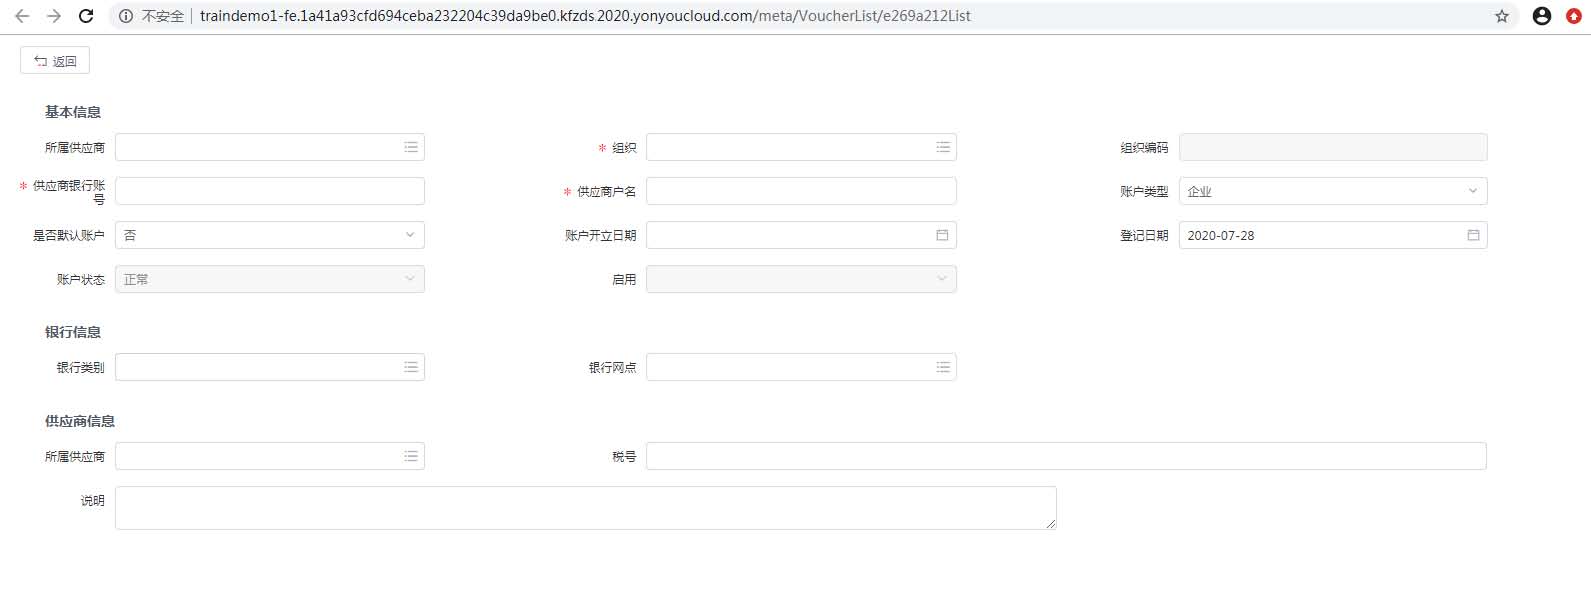 不安全 traindemo1-fe.1a41a93cfd694ceba232204c39da9be0.kfzds.2020.yonyoucloud.com/meta/VoucherList/e269a212List
返回
基本信息
所属供应商
* 组织
组织编码
* 供应商银行账
号
* 供应商户名
账户类型 企业
是否默认账户 否
账户开立日期
登记日期 2020-07-28
账户状态 正常
启用
银行信息
银行类别
银行网点
供应商信息
所属供应商
税号
说明